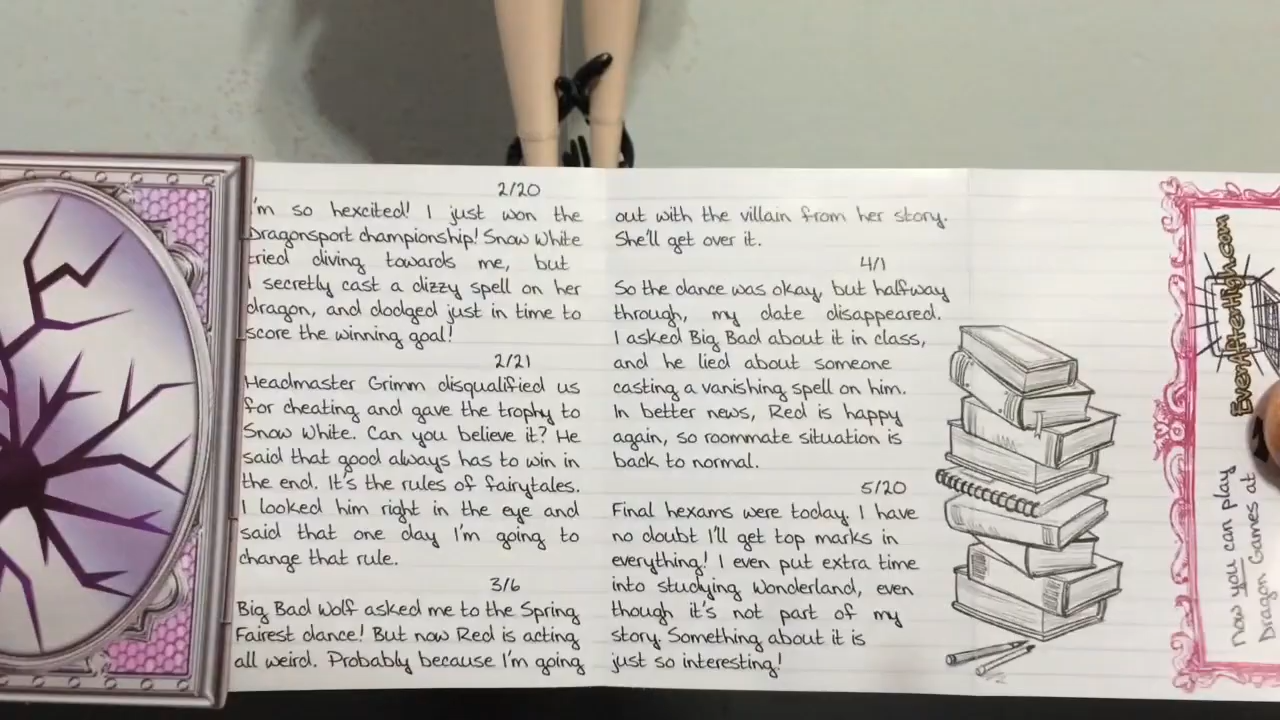 2/20
I'm so hexcited! I just won the
Dragonsport championship! Snow White
tried diving towards me, but
I secretly cast a dizzy spell on her
dragon, and dodged just in time to
score the winning goal!
2/21
Headmaster Grimm disqualified us
for cheating and gave the trophy to
Snow White. Can you believe it? He
said that good always has to win in
the end. It's the rules of fairytales.
I looked him right in the eye and
said that one day I'm going to
change that rule.
3/6
Big Bad Wolf asked me to the Spring
Fairest dance! But now Red is acting
all weird. Probably because I'm going
out with the villain from her story.
She'll get over it.
4/1
So the dance was okay, but halfway
through, my date disappeared.
I asked Big Bad about it in class,
and he lied about someone
casting a vanishing spell on him.
In better news, Red is happy
again, so roommate situation is
back to normal.
5/20
Final hexams were today. I have
no doubt I'll get top marks in
everything! I even put extra time
into studying Wonderland, even
though it's not part of my
story. Something about it is
just so interesting!
Now you can play
Dragon Games at
EverAfterHigh.com